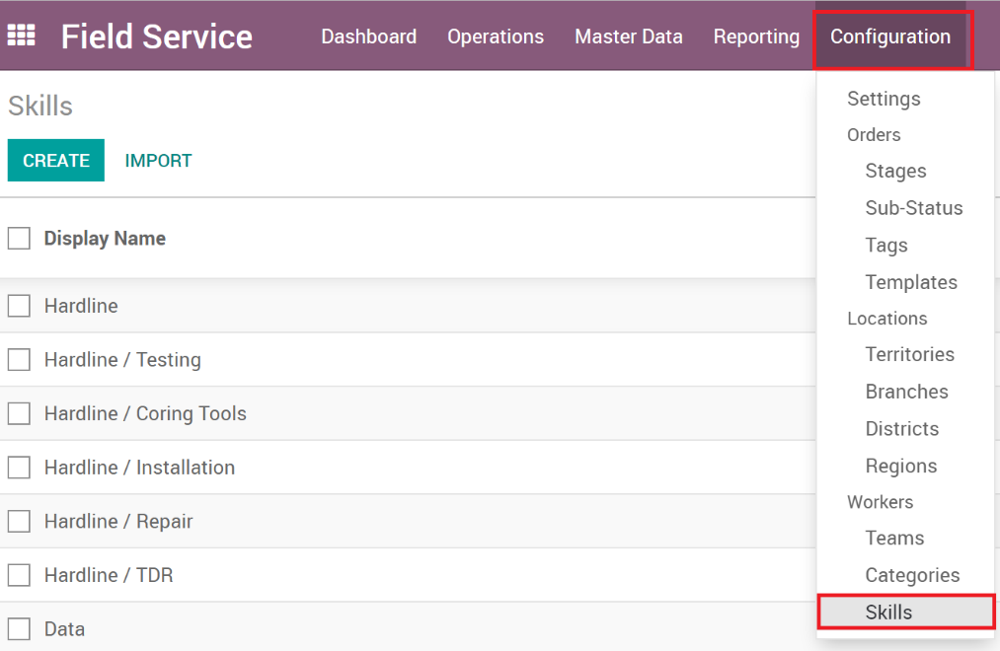 Field Service Dashboard Operations Master Data Reporting Configuration
Skills
CREATE IMPORT
Display Name
Hardline
Hardline / Testing
Hardline / Coring Tools
Hardline / Installation
Hardline / Repair
Hardline / TDR
Data
Settings
Orders
Stages
Sub-Status
Tags
Templates
Locations
Territories
Branches
Districts
Regions
Workers
Teams
Categories
Skills